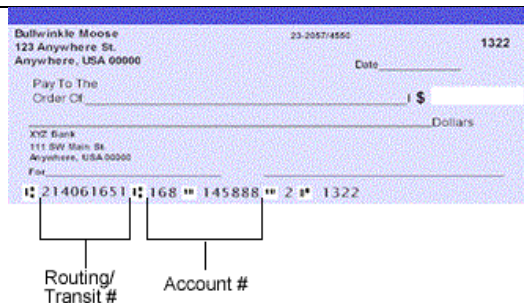 Bullwinkle Moose 23-2057/4550
123 Anywhere St. 1322
Anywhere, USA 00000 Date
Pay To The
Order Of $
Dollars
XYZ Bank
111 SW Main St.
Anywhere, USA 00000
For
⑆214061651⑆ 168 ⑈ 145888 ⑈ 2 ⑈ 1322
Routing/ Account #
Transit #